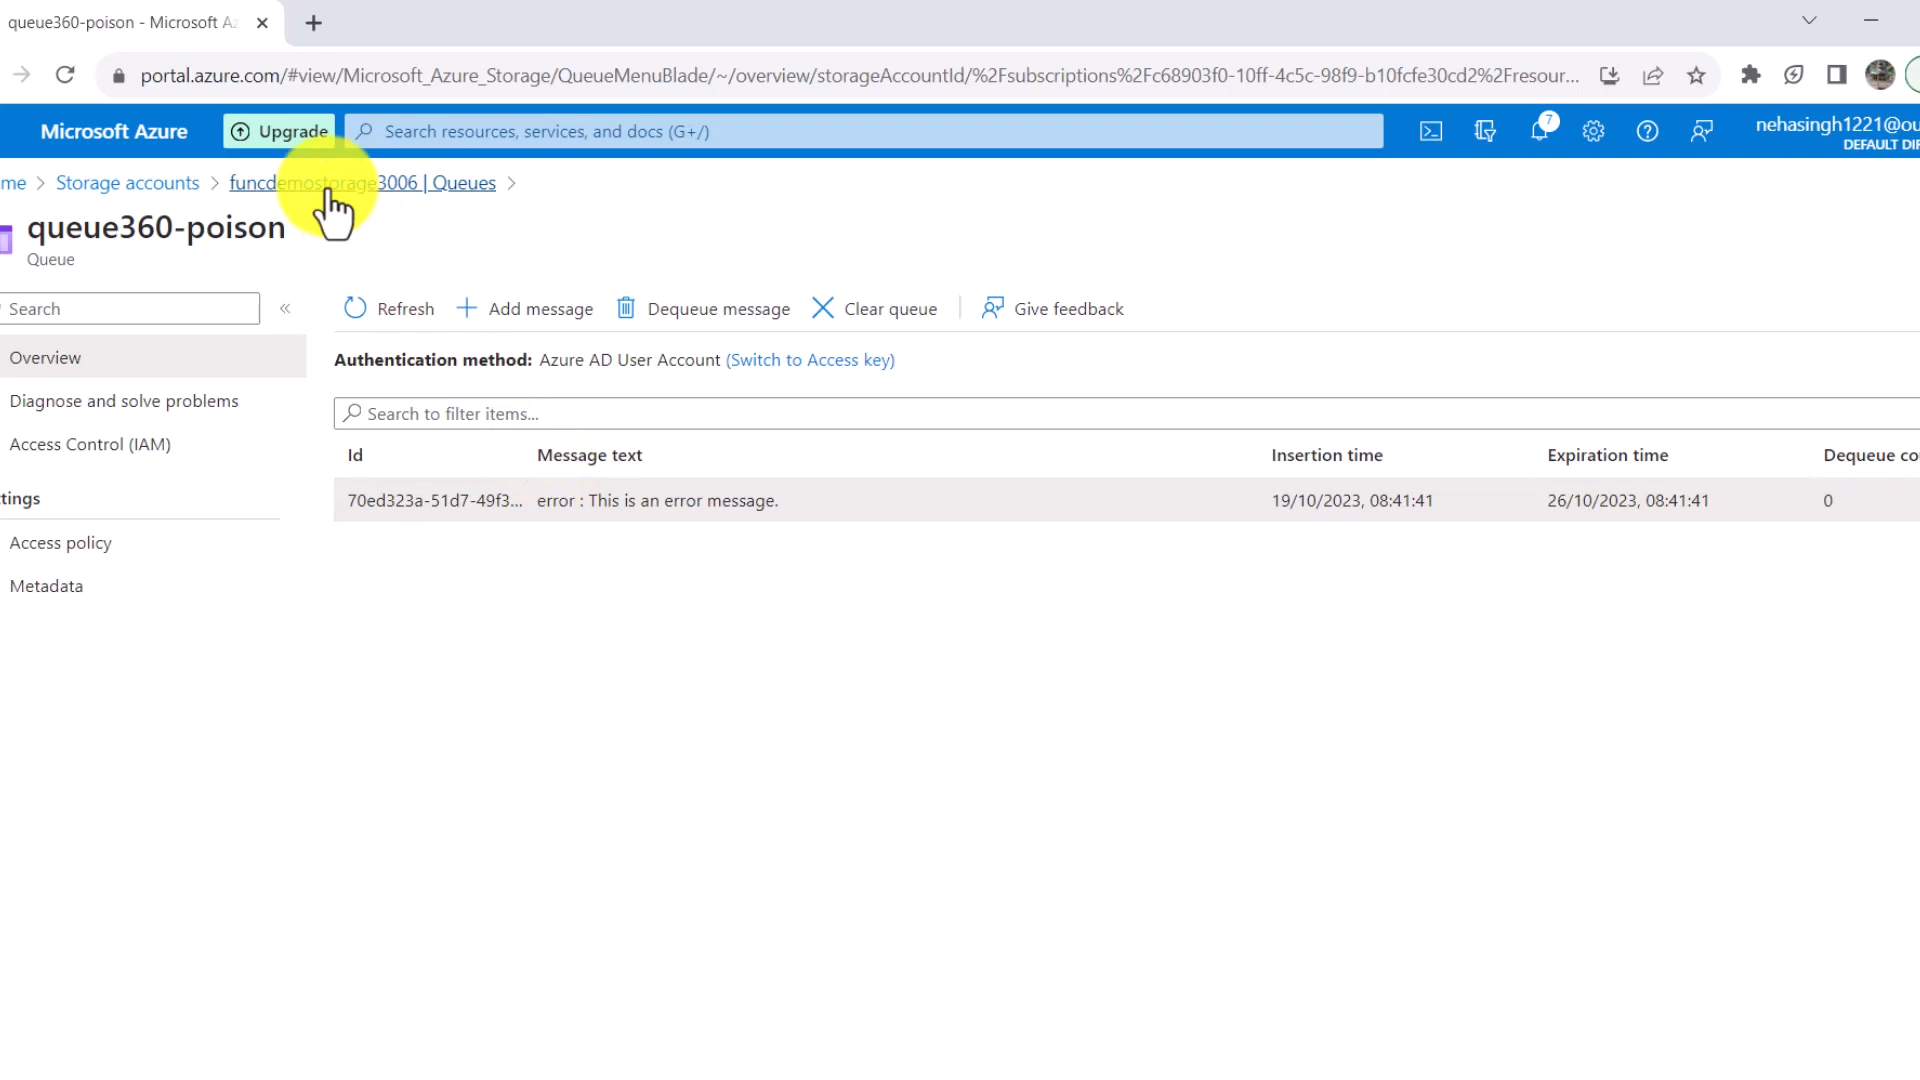 queue360-poison - Microsoft Az
portal.azure.com/#view/Microsoft_Azure_Storage/QueueMenuBlade/~/overview/storageAccountId/%2Fsubscriptions%2Fc68903f0-10ff-4c5c-98f9-b10fcfe30cd2%2Fresour...
Microsoft Azure
Upgrade
Search resources, services, and docs (G+/)
7
nehasingh1221@ou
DEFAULT DIR
me > Storage accounts > funcdemostorage3006 | Queues >
queue360-poison
Queue
Search
«
Refresh
Add message
Dequeue message
Clear queue
Give feedback
Overview
Diagnose and solve problems
Access Control (IAM)
tings
Access policy
Metadata
Authentication method: Azure AD User Account (Switch to Access key)
Search to filter items...
Id Message text Insertion time Expiration time Dequeue co
70ed323a-51d7-49f3... error : This is an error message. 19/10/2023, 08:41:41 26/10/2023, 08:41:41 0